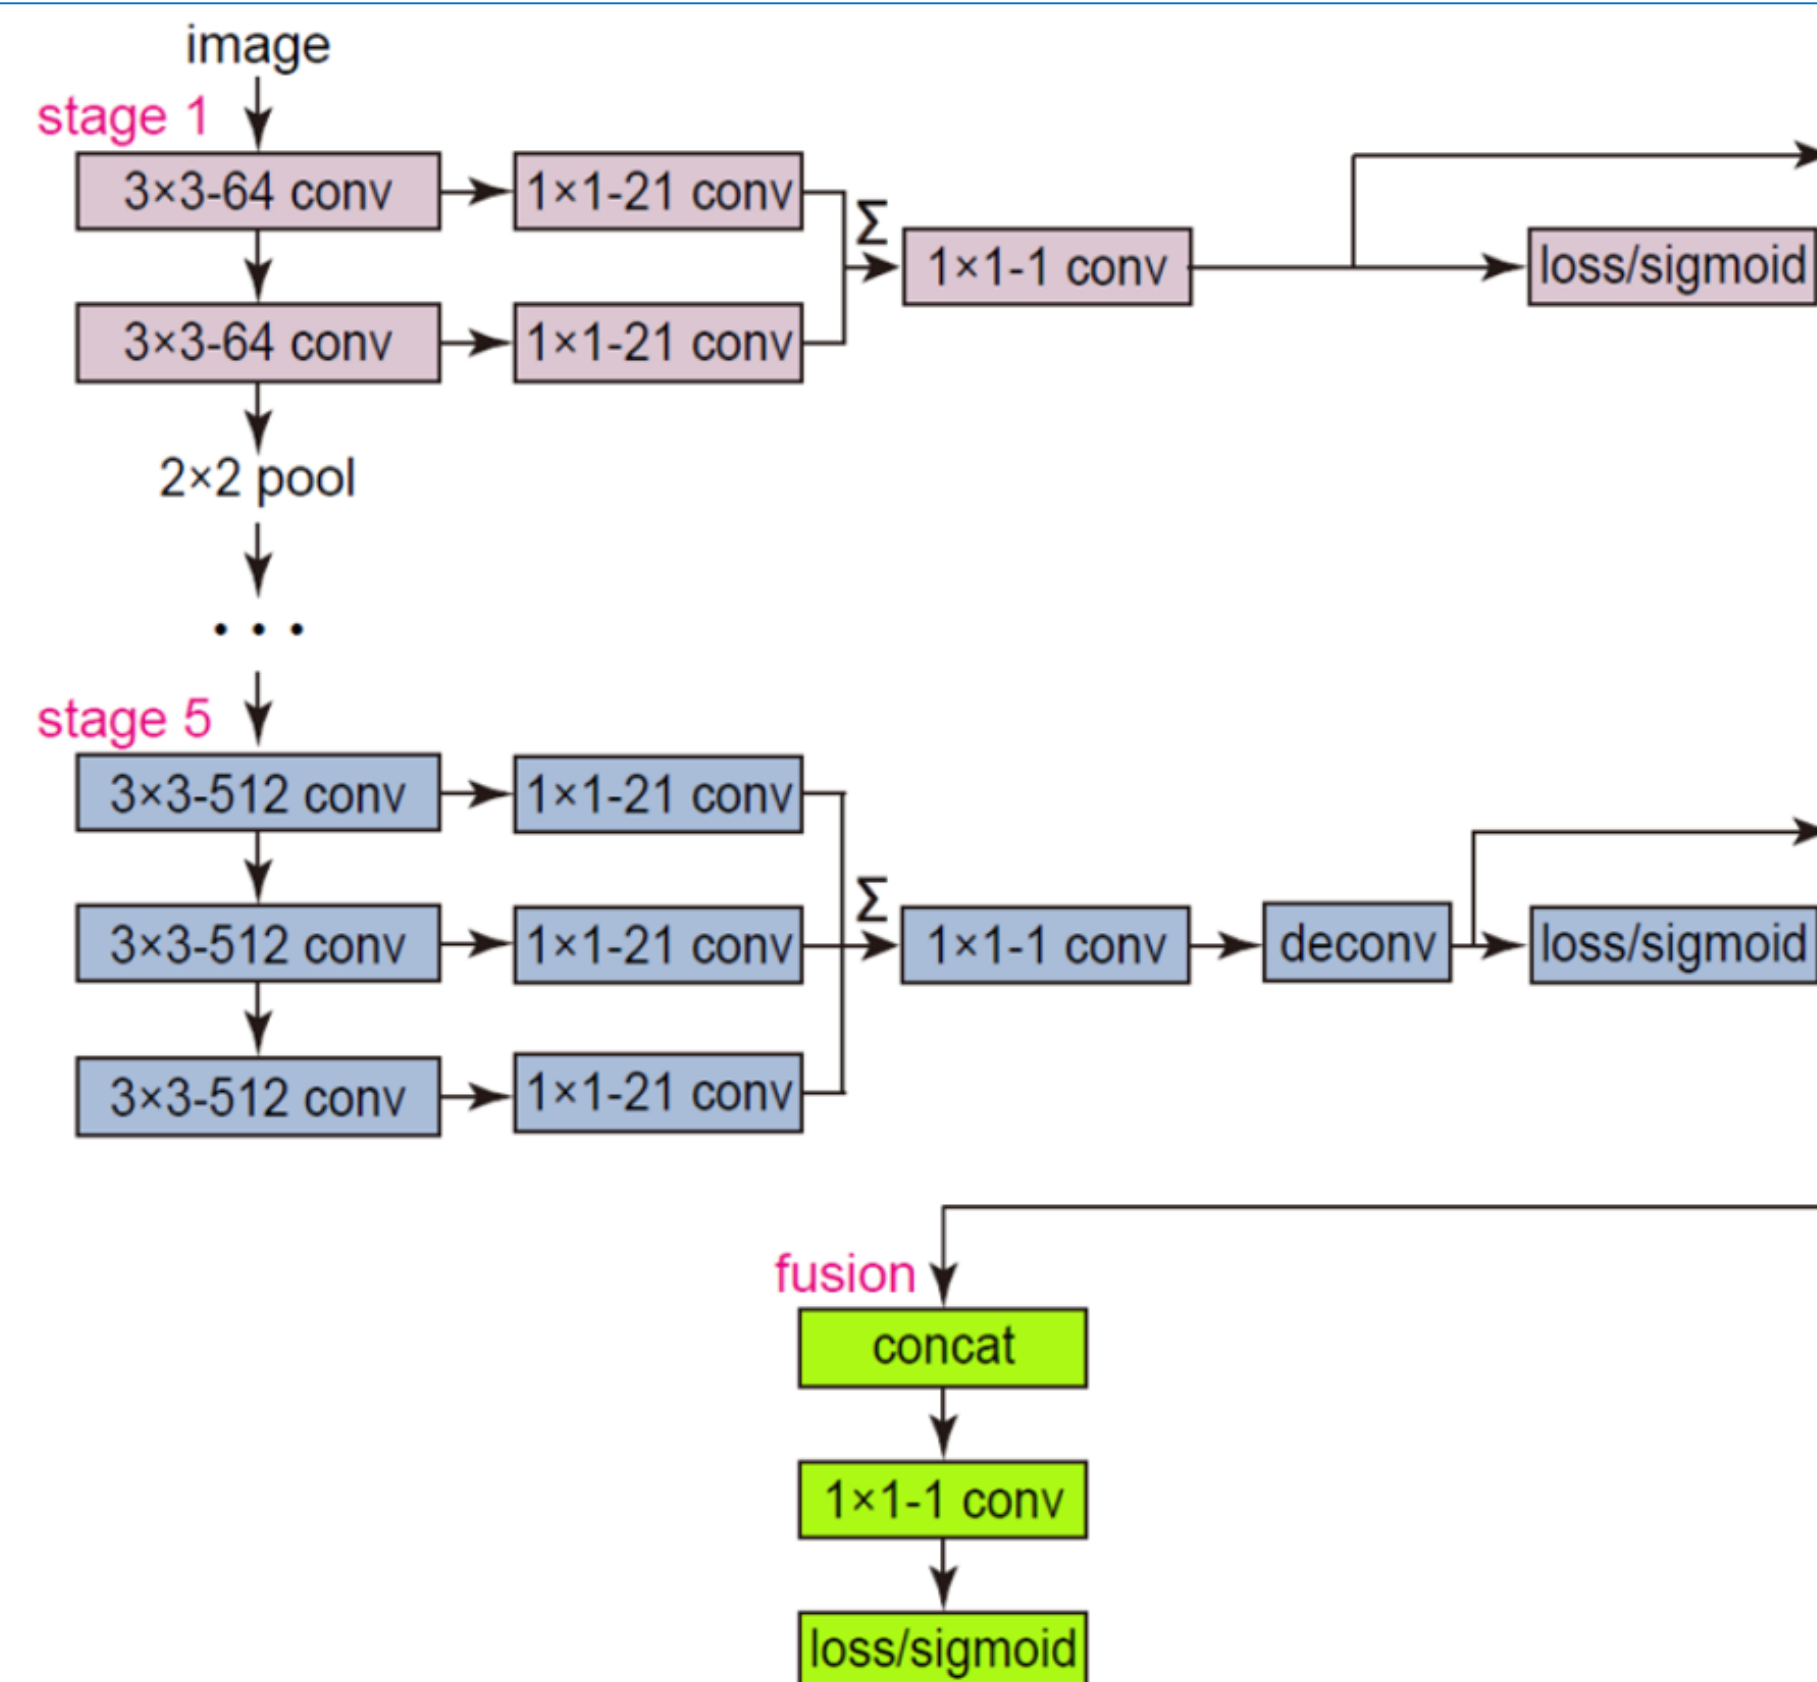 image
stage 1
3×3-64 conv
1×1-21 conv
Σ
1×1-1 conv
loss/sigmoid
3×3-64 conv
1×1-21 conv
2×2 pool
• • •
stage 5
3×3-512 conv
1×1-21 conv
Σ
3×3-512 conv
1×1-21 conv
1×1-1 conv
deconv
loss/sigmoid
3×3-512 conv
1×1-21 conv
fusion
concat
1×1-1 conv
loss/sigmoid